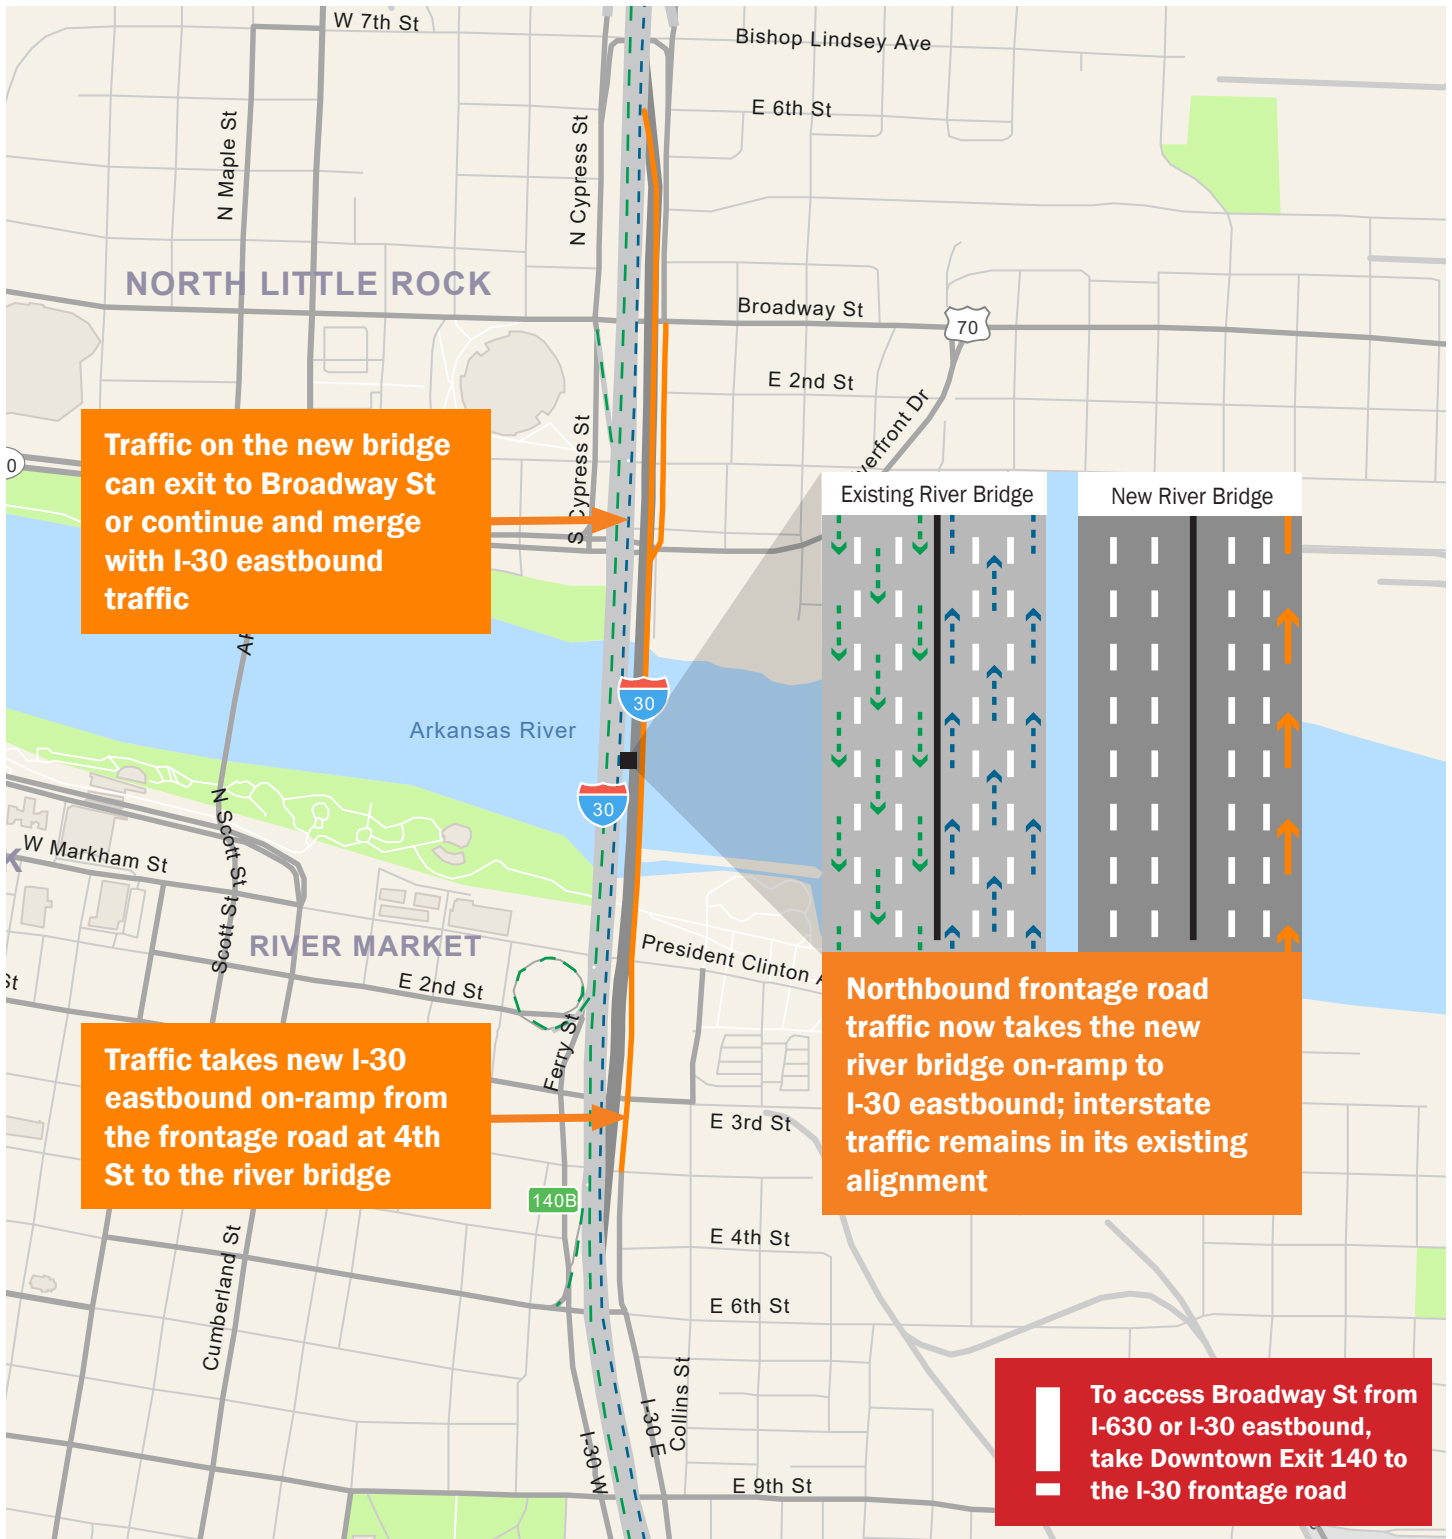 W 7th St
Bishop Lindsey Ave
E 6th St
N Maple St
N Cypress St
NORTH LITTLE ROCK
Broadway St
70
E 2nd St
Traffic on the new bridge
can exit to Broadway St
or continue and merge
with I-30 eastbound
traffic
S Cypress St
verfront Dr
0
Existing River Bridge
New River Bridge
30
Arkansas River
30
N Scott St
W Markham St
K
Scott St
RIVER MARKET
President Clinton
E 2nd St
St
Ferry St
Northbound frontage road
traffic now takes the new
river bridge on-ramp to
I-30 eastbound; interstate
traffic remains in its existing
alignment
Traffic takes new I-30
eastbound on-ramp from
the frontage road at 4th
St to the river bridge
E 3rd St
140B
E 4th St
Cumberland St
E 6th St
Collins St
I-30 E
I-30 W
E 9th St
To access Broadway St from
I-630 or I-30 eastbound,
take Downtown Exit 140 to
the I-30 frontage road